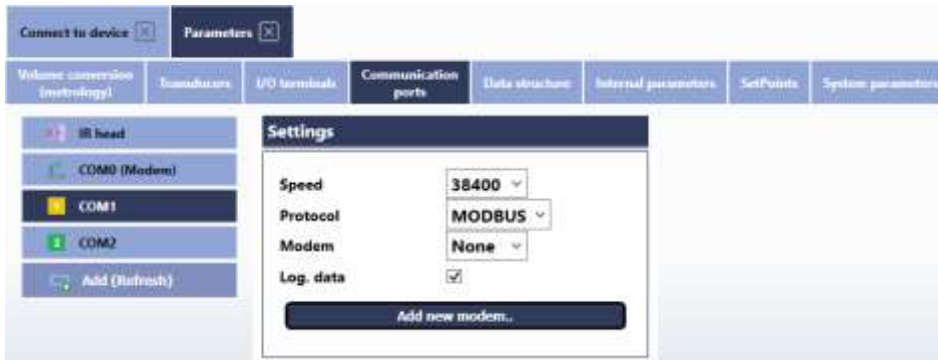 Connect to device
Parameters
Volume conversion (metrology)
Transducers
I/O terminals
Communication ports
Data structure
Internal parameters
SetPoints
System parameters
IR head
COM0 (Modem)
1 COM1
2 COM2
Add (Refresh)
Settings
Speed 38400
Protocol MODBUS
Modem None
Log. data
Add new modem..